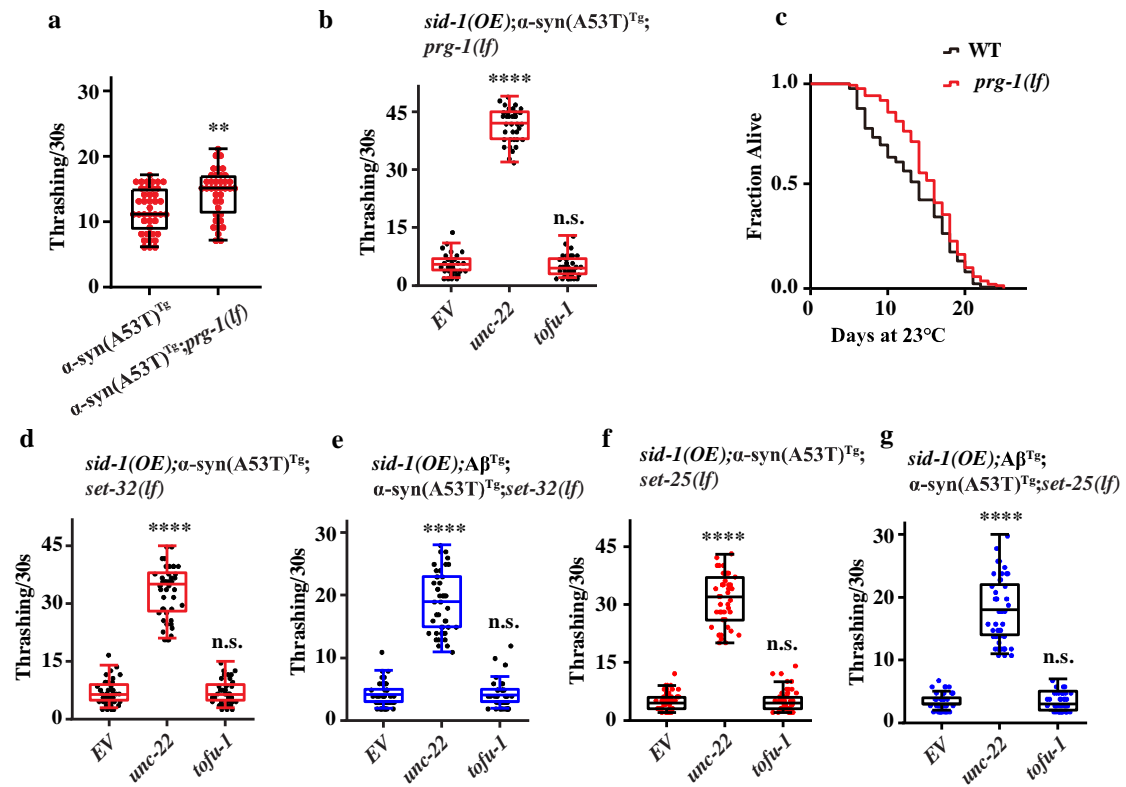 a
Thrashing/30s
30
20
10
0
**
α-syn(A53T)Tg
α-syn(A53T)Tg;prg-1(lf)
b
sid-1(OE);α-syn(A53T)Tg;
prg-1(lf)
Thrashing/30s
45
30
15
0
****
n.s.
EV
unc-22
tofu-1
c
WT
prg-1(lf)
Fraction Alive
1.0
0.5
0.0
0
10
20
Days at 23°C
d
sid-1(OE);α-syn(A53T)Tg;
set-32(lf)
Thrashing/30s
45
30
15
0
****
n.s.
EV
unc-22
tofu-1
e
sid-1(OE);AβTg;
α-syn(A53T)Tg;set-32(lf)
Thrashing/30s
30
20
10
0
****
n.s.
EV
unc-22
tofu-1
f
sid-1(OE);α-syn(A53T)Tg;
set-25(lf)
Thrashing/30s
45
30
15
0
****
n.s.
EV
unc-22
tofu-1
g
sid-1(OE);AβTg;
α-syn(A53T)Tg;set-25(lf)
Thrashing/30s
30
20
10
0
****
n.s.
EV
unc-22
tofu-1